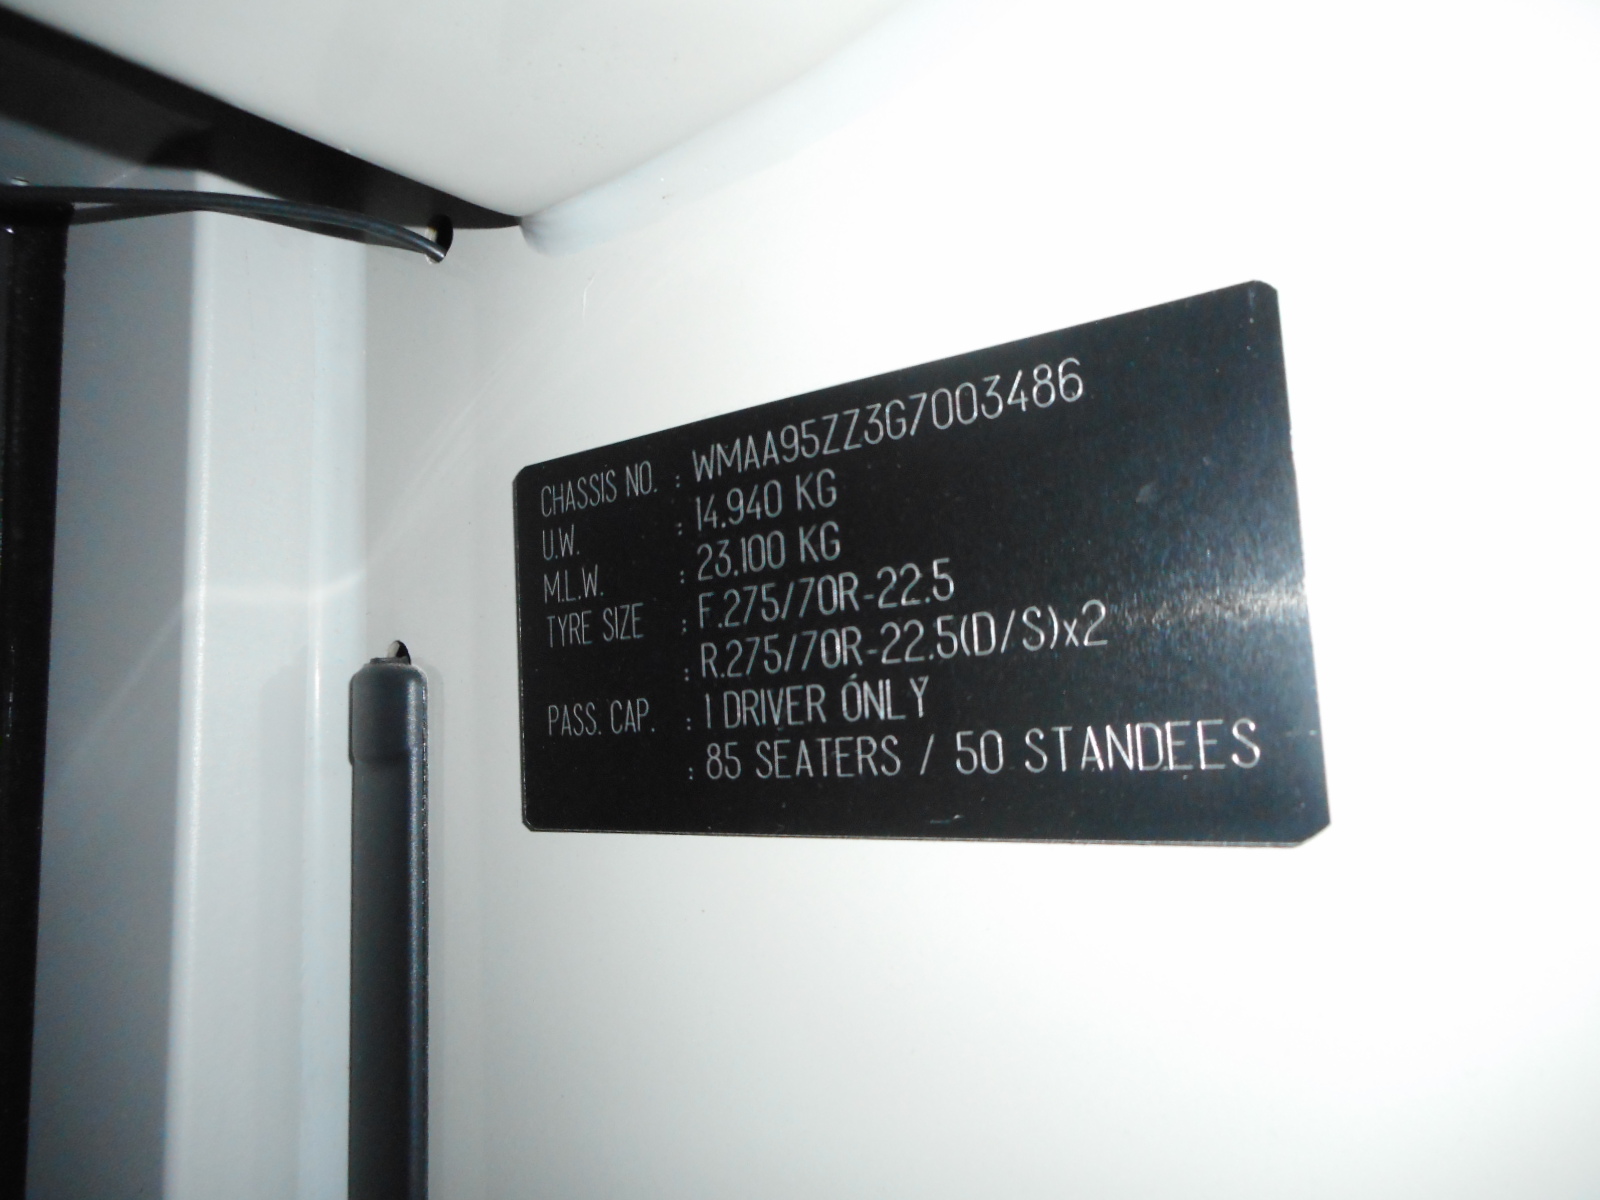 CHASSIS NO. : WMAA95ZZ3G7003486
U.W. : 14.940 KG
M.L.W. : 23.100 KG
TYRE SIZE : F.275/70R-22.5
: R.275/70R-22.5(D/S)x2
PASS. CAP. : 1 DRIVER ONLY
: 85 SEATERS / 50 STANDEES